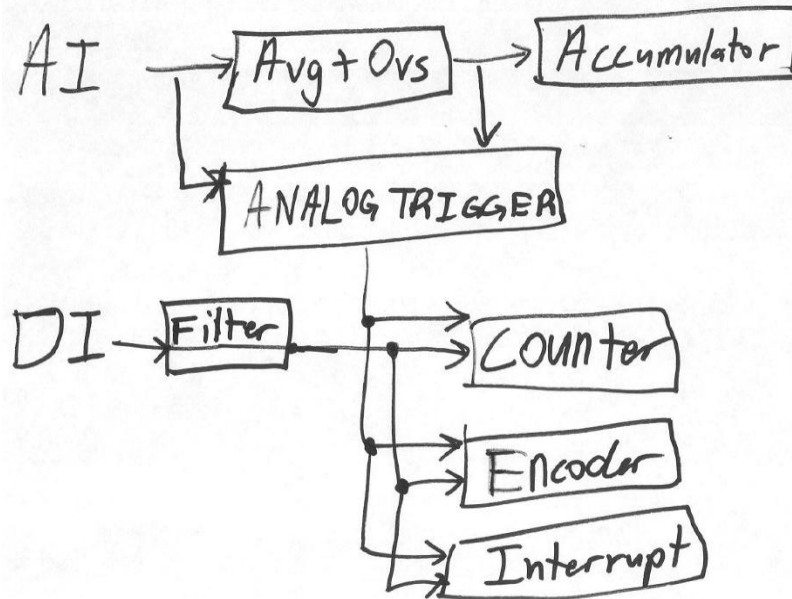 AI
Avg + Ovs
Accumulator
ANALOG TRIGGER
DI
Filter
Counter
Encoder
Interrupt